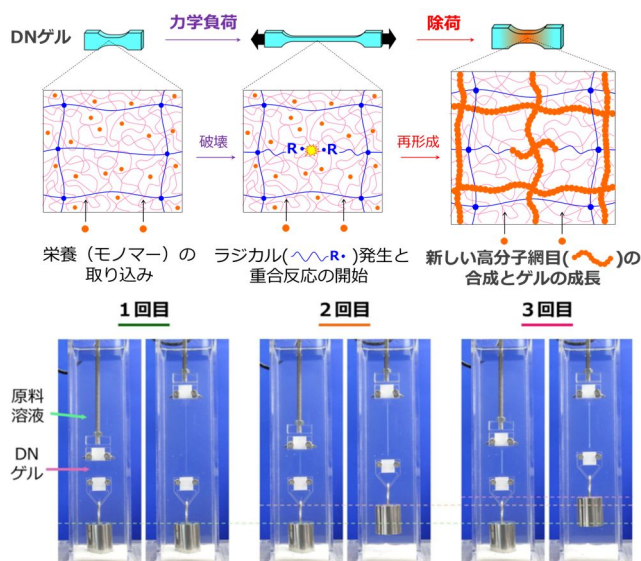 DNゲル
力学負荷
除荷
破壊
R・ ・R
再形成
栄養（モノマー）の
取り込み
ラジカル(R・)発生と
重合反応の開始
新しい高分子網目( )の
合成とゲルの成長
１回目
２回目
３回目
原料
溶液
DN
ゲル